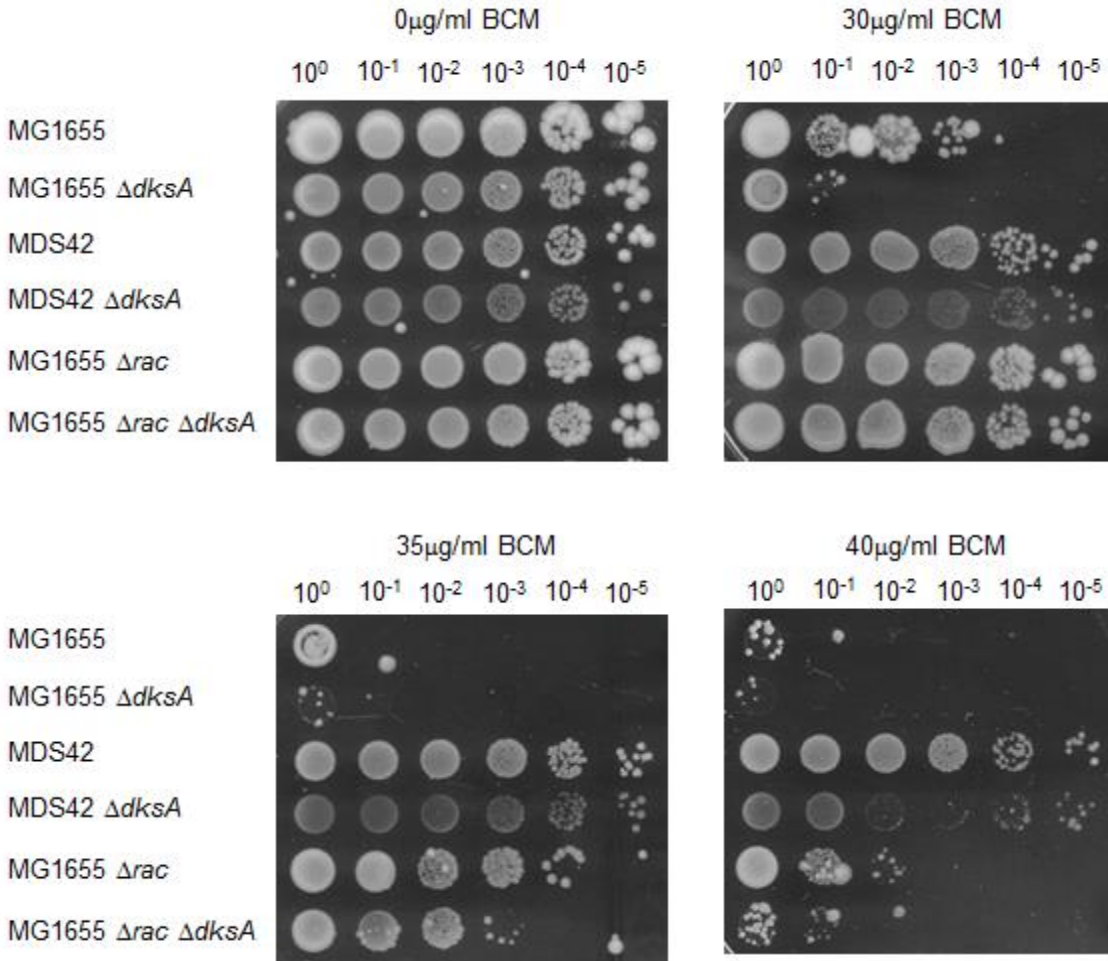 0μg/ml BCM 30μg/ml BCM
10⁰ 10⁻¹ 10⁻² 10⁻³ 10⁻⁴ 10⁻⁵ 10⁰ 10⁻¹ 10⁻² 10⁻³ 10⁻⁴ 10⁻⁵
MG1655
MG1655 ΔdksA
MDS42
MDS42 ΔdksA
MG1655 Δrac
MG1655 Δrac ΔdksA
35μg/ml BCM 40μg/ml BCM
10⁰ 10⁻¹ 10⁻² 10⁻³ 10⁻⁴ 10⁻⁵ 10⁰ 10⁻¹ 10⁻² 10⁻³ 10⁻⁴ 10⁻⁵
MG1655
MG1655 ΔdksA
MDS42
MDS42 ΔdksA
MG1655 Δrac
MG1655 Δrac ΔdksA